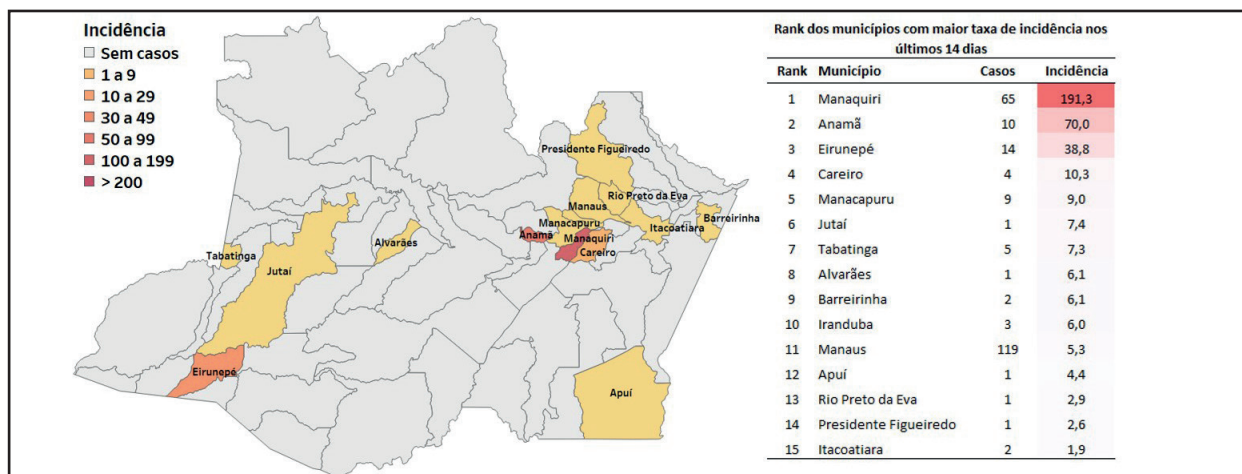 Incidência
Sem casos
1 a 9
10 a 29
30 a 49
50 a 99
100 a 199
> 200
Presidente Figueiredo
Rio Preto da Eva
Manaus
Barreirinha
Manacapuru
Itacoatiara
Anamã
Manaquiri
Careiro
Alvarães
Tabatinga
Jutaí
Eirunepé
Apuí
Rank dos municípios com maior taxa de incidência nos
últimos 14 dias
Rank Município Casos Incidência
1 Manaquiri 65 191,3
2 Anamã 10 70,0
3 Eirunepé 14 38,8
4 Careiro 4 10,3
5 Manacapuru 9 9,0
6 Jutaí 1 7,4
7 Tabatinga 5 7,3
8 Alvarães 1 6,1
9 Barreirinha 2 6,1
10 Iranduba 3 6,0
11 Manaus 119 5,3
12 Apuí 1 4,4
13 Rio Preto da Eva 1 2,9
14 Presidente Figueiredo 1 2,6
15 Itacoatiara 2 1,9